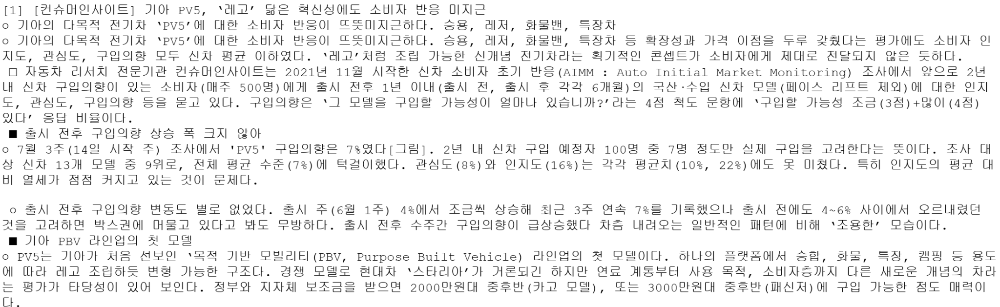 [1] [컨슈머인사이트] 기아 PV5, ‘레고’ 닮은 혁신성에도 소비자 반응 미지근
○ 기아의 다목적 전기차 ‘PV5’에 대한 소비자 반응이 뜨뜻미지근하다. 승용, 레저, 화물밴, 특장차
○ 기아의 다목적 전기차 ‘PV5’에 대한 소비자 반응이 뜨뜻미지근하다. 승용, 레저, 화물밴, 특장차 등 확장성과 가격 이점을 두루 갖췄다는 평가에도 소비자 인
지도, 관심도, 구입의향 모두 신차 평균 이하였다. ‘레고’처럼 조립 가능한 신개념 전기차라는 획기적인 콘셉트가 소비자에게 제대로 전달되지 않은 듯하다.
□ 자동차 리서치 전문기관 컨슈머인사이트는 2021년 11월 시작한 신차 소비자 초기 반응(AIMM : Auto Initial Market Monitoring) 조사에서 앞으로 2년
내 신차 구입의향이 있는 소비자(매주 500명)에게 출시 전후 1년 이내(출시 전, 출시 후 각각 6개월)의 국산·수입 신차 모델(페이스 리프트 제외)에 대한 인지
도, 관심도, 구입의향 등을 묻고 있다. 구입의향은 ‘그 모델을 구입할 가능성이 얼마나 있습니까?’라는 4점 척도 문항에 ‘구입할 가능성 조금(3점)+많이(4점)
있다’ 응답 비율이다.
■ 출시 전후 구입의향 상승 폭 크지 않아
○ 7월 3주(14일 시작 주) 조사에서 'PV5' 구입의향은 7%였다[그림]. 2년 내 신차 구입 예정자 100명 중 7명 정도만 실제 구입을 고려한다는 뜻이다. 조사 대
상 신차 13개 모델 중 9위로, 전체 평균 수준(7%)에 턱걸이했다. 관심도(8%)와 인지도(16%)는 각각 평균치(10%, 22%)에도 못 미쳤다. 특히 인지도의 평균 대
비 열세가 점점 커지고 있는 것이 문제다.
○ 출시 전후 구입의향 변동도 별로 없었다. 출시 주(6월 1주) 4%에서 조금씩 상승해 최근 3주 연속 7%를 기록했으나 출시 전에도 4~6% 사이에서 오르내렸던
것을 고려하면 박스권에 머물고 있다고 봐도 무방하다. 출시 전후 수주간 구입의향이 급상승했다 차츰 내려오는 일반적인 패턴에 비해 ‘조용한’ 모습이다.
■ 기아 PBV 라인업의 첫 모델
○ PV5는 기아가 처음 선보인 ‘목적 기반 모빌리티(PBV, Purpose Built Vehicle) 라인업의 첫 모델이다. 하나의 플랫폼에서 승합, 화물, 특장, 캠핑 등 용도
에 따라 레고 조립하듯 변형 가능한 구조다. 경쟁 모델로 현대차 ‘스타리아’가 거론되긴 하지만 연료 계통부터 사용 목적, 소비자층까지 다른 새로운 개념의 차라
는 평가가 타당성이 있어 보인다. 정부와 지자체 보조금을 받으면 2000만원대 중후반(카고 모델), 또는 3000만원대 중후반(패신저)에 구입 가능한 점도 매력이
다.